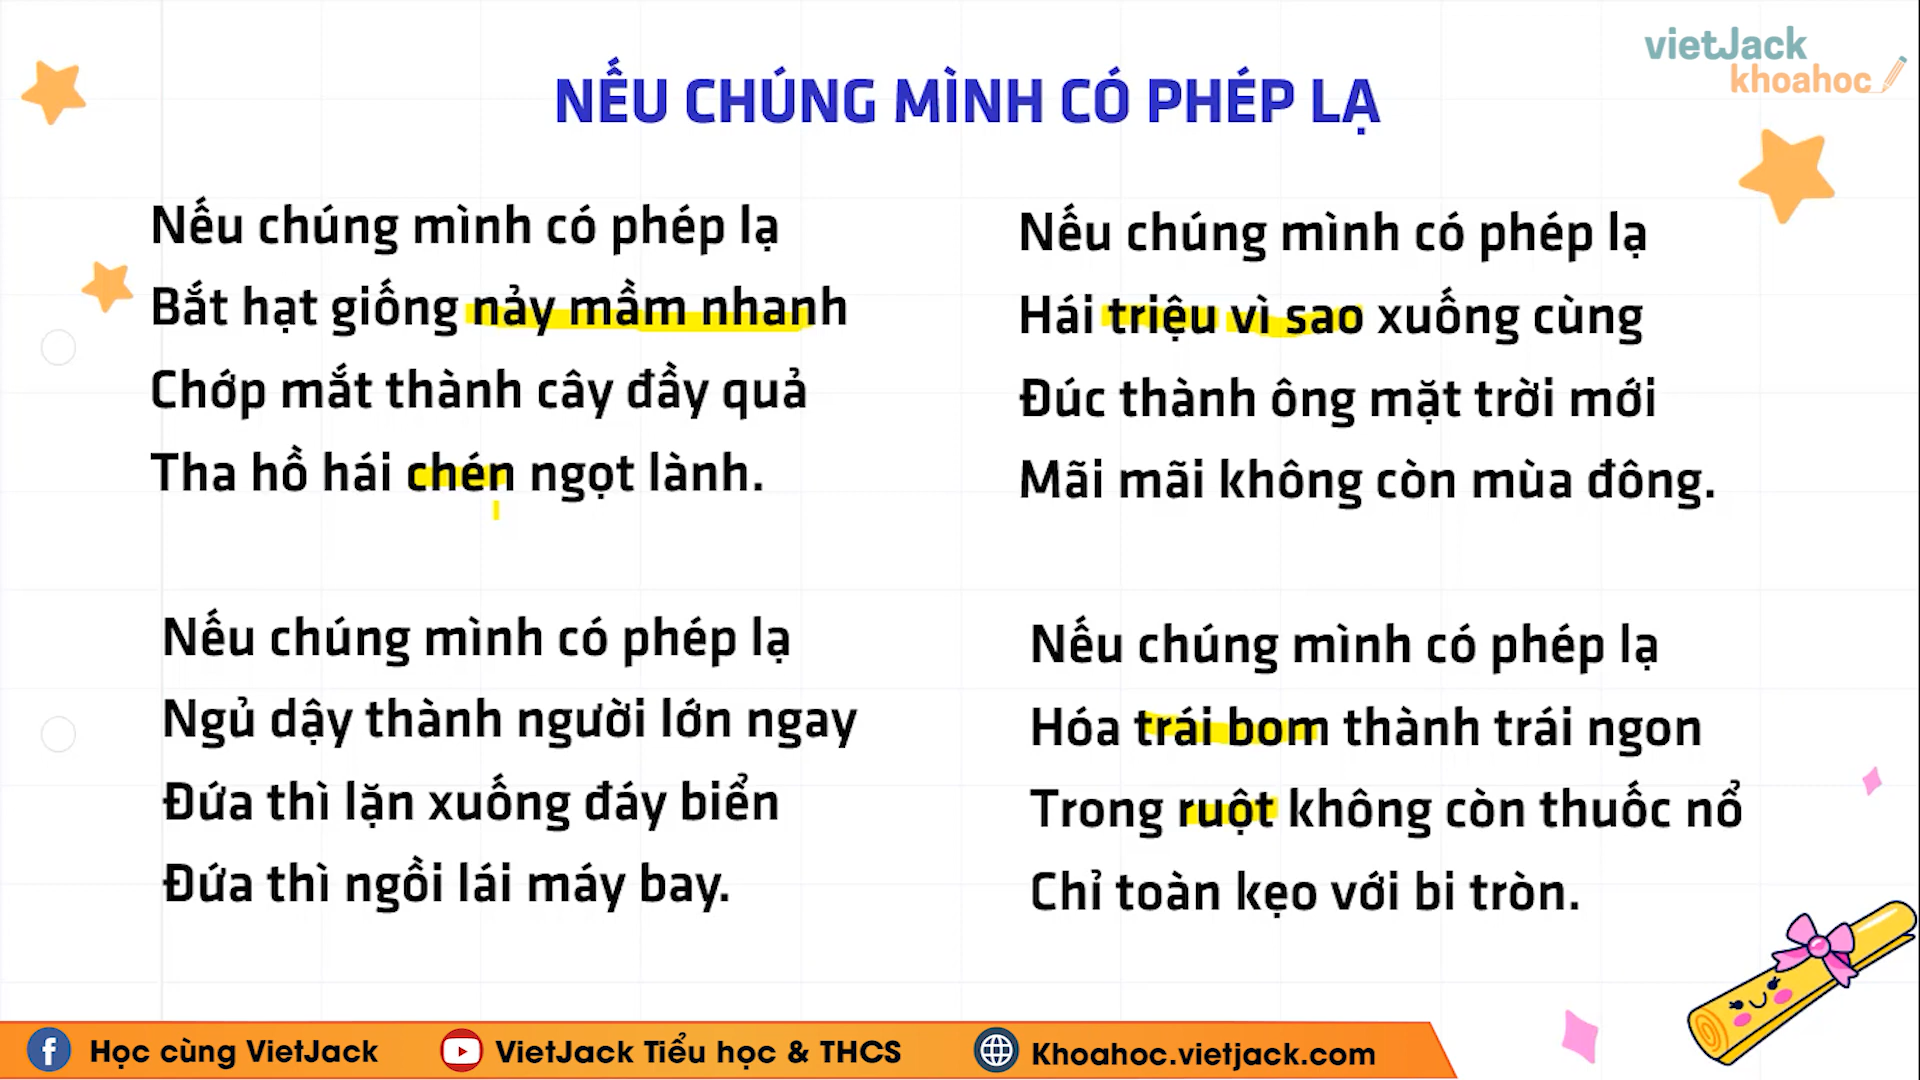 vietJack
khoahoc
NẾU CHÚNG MÌNH CÓ PHÉP LẠ
Nếu chúng mình có phép lạ
Bắt hạt giống nảy mầm nhanh
Chớp mắt thành cây đầy quả
Tha hồ hái chén ngọt lành.
Nếu chúng mình có phép lạ
Ngủ dậy thành người lớn ngay
Đứa thì lặn xuống đáy biển
Đứa thì ngồi lái máy bay.
Nếu chúng mình có phép lạ
Hái triệu vì sao xuống cùng
Đúc thành ông mặt trời mới
Mãi mãi không còn mùa đông.
Nếu chúng mình có phép lạ
Hóa trái bom thành trái ngon
Trong ruột không còn thuốc nổ
Chỉ toàn kẹo với bi tròn.
Học cùng VietJack
VietJack Tiểu học & THCS
Khoahoc.vietjack.com